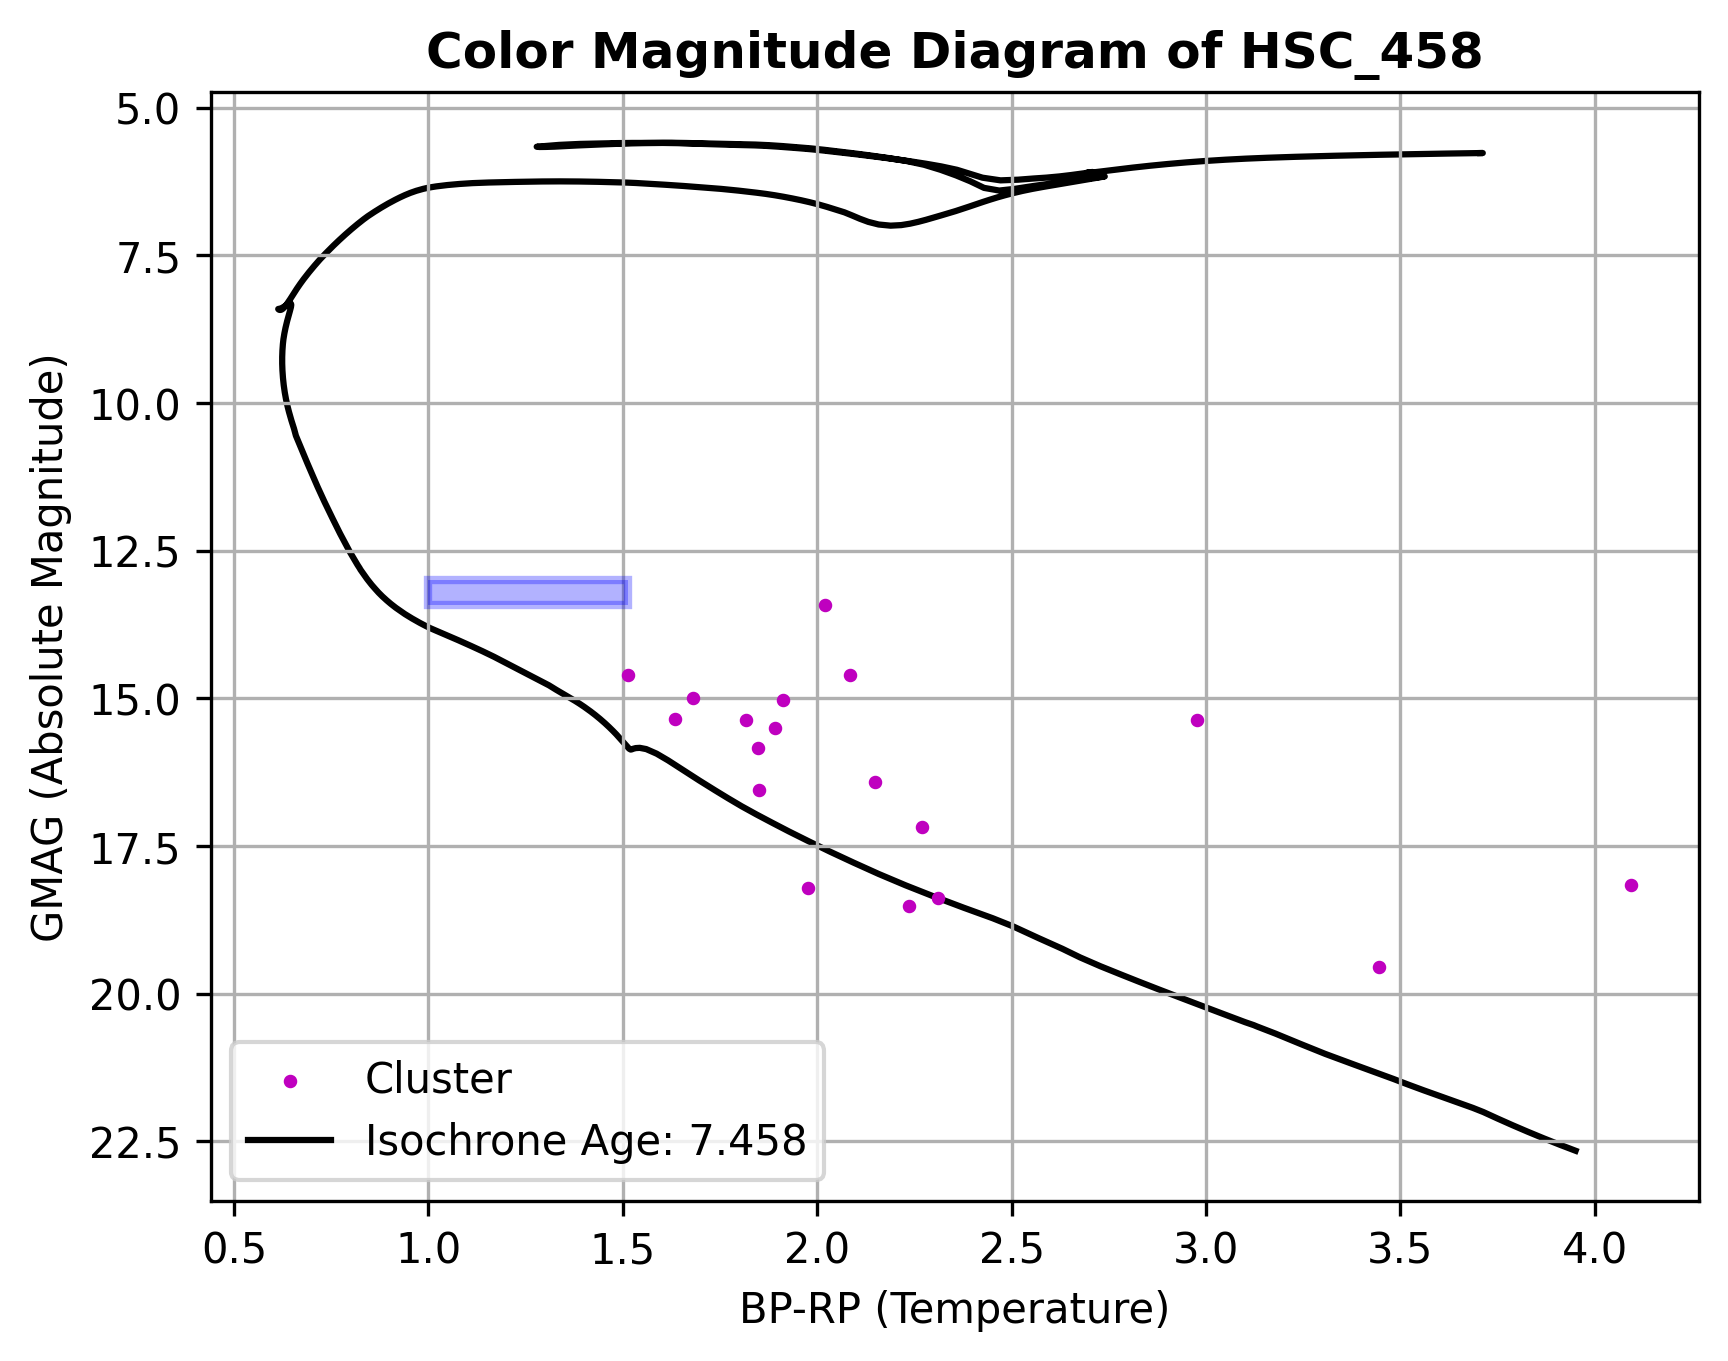 Color Magnitude Diagram of HSC_458
GMAG (Absolute Magnitude)
5.0
7.5
10.0
12.5
15.0
17.5
20.0
22.5
Cluster
Isochrone Age: 7.458
0.5 1.0 1.5 2.0 2.5 3.0 3.5 4.0
BP-RP (Temperature)